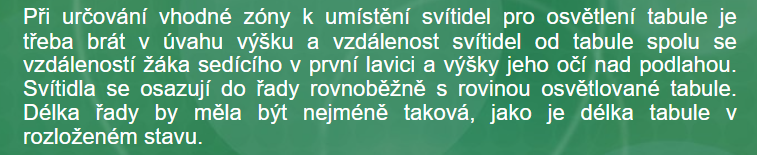 Při určování vhodné zóny k umístění svítidel pro osvětlení tabule je
třeba brát v úvahu výšku a vzdálenost svítidel od tabule spolu se
vzdáleností žáka sedícího v první lavici a výšky jeho očí nad podlahou.
Svítidla se osazují do řady rovnoběžně s rovinou osvětlované tabule.
Délka řady by měla být nejméně taková, jako je délka tabule v
rozloženém stavu.